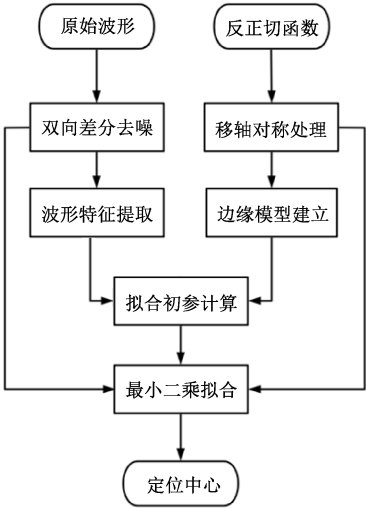 原始波形
反正切函数
双向差分去噪
移轴对称处理
波形特征提取
边缘模型建立
拟合初参计算
最小二乘拟合
定位中心